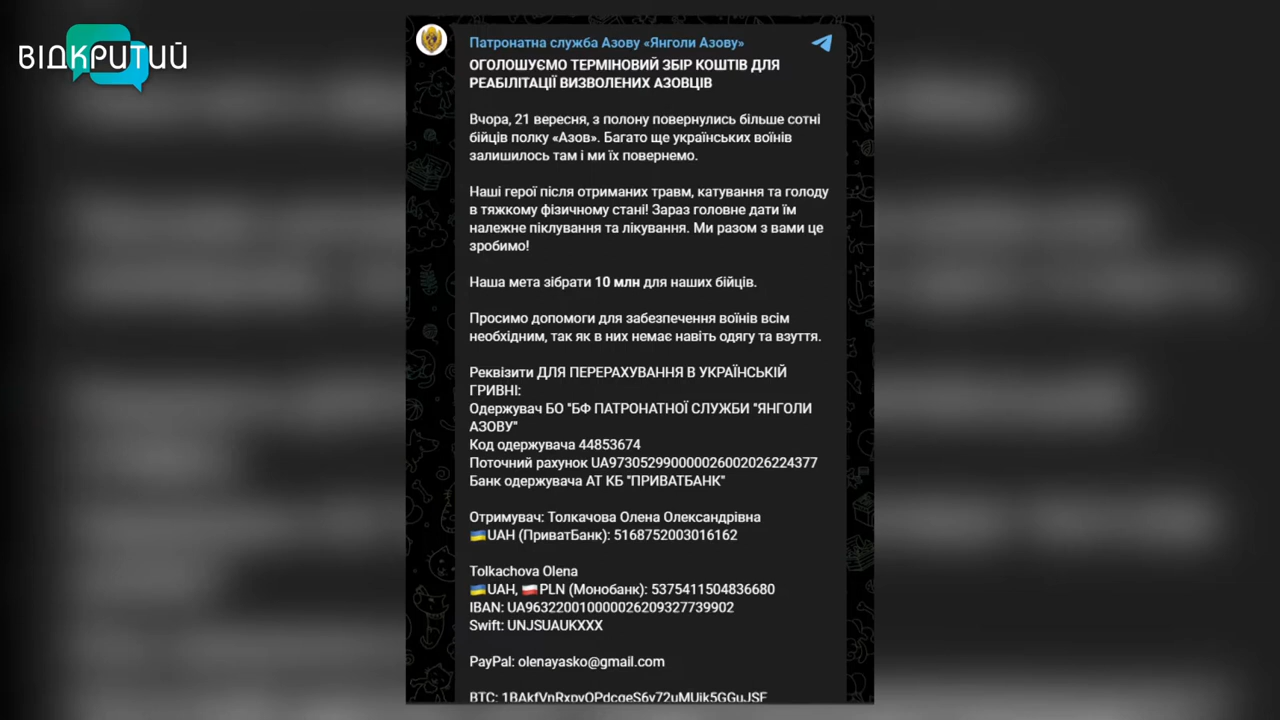 ВІДКРИТИЙ
Патронатна служба Азову «Янголи Азову»
ОГОЛОШУЄМО ТЕРМІНОВИЙ ЗБІР КОШТІВ ДЛЯ
РЕАБІЛІТАЦІЇ ВИЗВОЛЕНИХ АЗОВЦІВ
Вчора, 21 вересня, з полону повернулись більше сотні
бійців полку «Азов». Багато ще українських воїнів
залишилось там і ми їх повернемо.
Наші герої після отриманих травм, катування та голоду
в тяжкому фізичному стані! Зараз головне дати їм
належне піклування та лікування. Ми разом з вами це
зробимо!
Наша мета зібрати 10 млн для наших бійців.
Просимо допомоги для забезпечення воїнів всім
необхідним, так як в них немає навіть одягу та взуття.
Реквізити ДЛЯ ПЕРЕРАХУВАННЯ В УКРАЇНСЬКІЙ
ГРИВНІ:
Одержувач БО "БФ ПАТРОНАТНОЇ СЛУЖБИ "ЯНГОЛИ
АЗОВУ"
Код одержувача 44853674
Поточний рахунок UA973052990000026002026224377
Банк одержувача АТ КБ "ПРИВАТБАНК"
Отримувач: Толкачова Олена Олександрівна
🇺🇦UAH (ПриватБанк): 5168752003016162
Tolkachova Olena
🇺🇦UAH, 🇵🇱PLN (Монобанк): 5375411504836680
IBAN: UA963220010000026209327739902
Swift: UNJSUAUKXXX
PayPal: olenayasko@gmail.com
BTC: